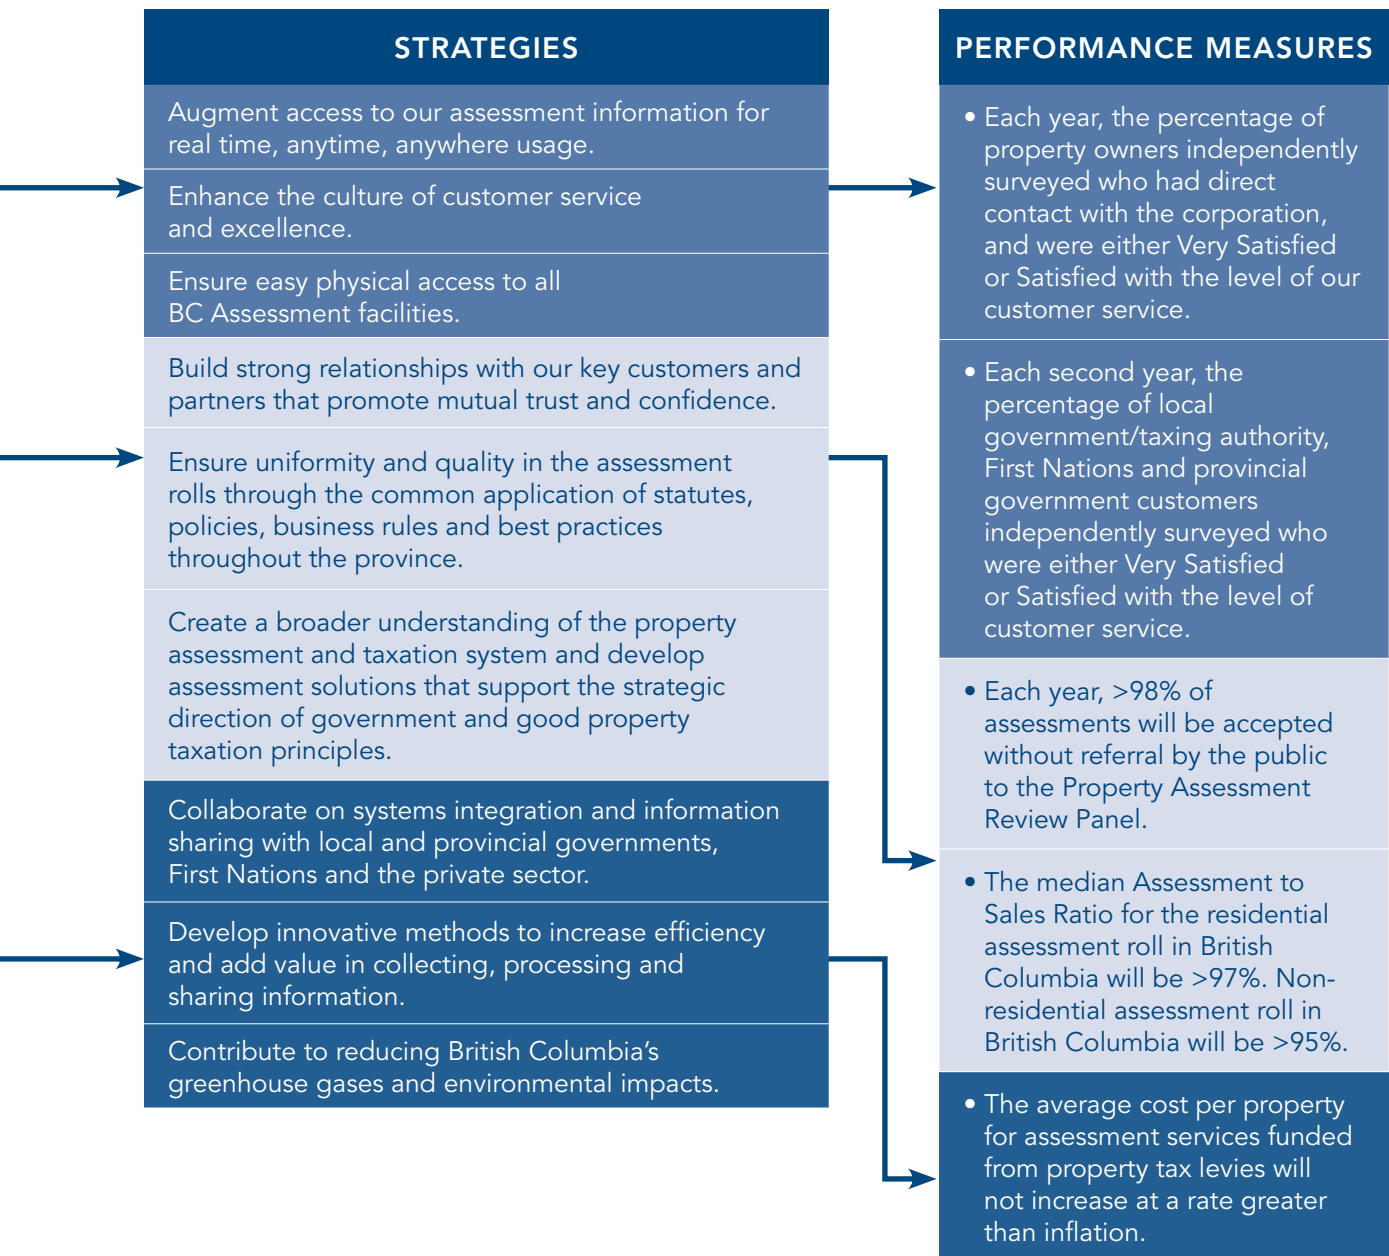 STRATEGIES
Augment access to our assessment information for
real time, anytime, anywhere usage.
Enhance the culture of customer service
and excellence.
Ensure easy physical access to all
BC Assessment facilities.
Build strong relationships with our key customers and
partners that promote mutual trust and confidence.
Ensure uniformity and quality in the assessment
rolls through the common application of statutes,
policies, business rules and best practices
throughout the province.
Create a broader understanding of the property
assessment and taxation system and develop
assessment solutions that support the strategic
direction of government and good property
taxation principles.
Collaborate on systems integration and information
sharing with local and provincial governments,
First Nations and the private sector.
Develop innovative methods to increase efficiency
and add value in collecting, processing and
sharing information.
Contribute to reducing British Columbia's
greenhouse gases and environmental impacts.
PERFORMANCE MEASURES
• Each year, the percentage of
property owners independently
surveyed who had direct
contact with the corporation,
and were either Very Satisfied
or Satisfied with the level of our
customer service.
• Each second year, the
percentage of local
government/taxing authority,
First Nations and provincial
government customers
independently surveyed who
were either Very Satisfied
or Satisfied with the level of
customer service.
• Each year, >98% of
assessments will be accepted
without referral by the public
to the Property Assessment
Review Panel.
• The median Assessment to
Sales Ratio for the residential
assessment roll in British
Columbia will be >97%. Non-
residential assessment roll in
British Columbia will be >95%.
• The average cost per property
for assessment services funded
from property tax levies will
not increase at a rate greater
than inflation.